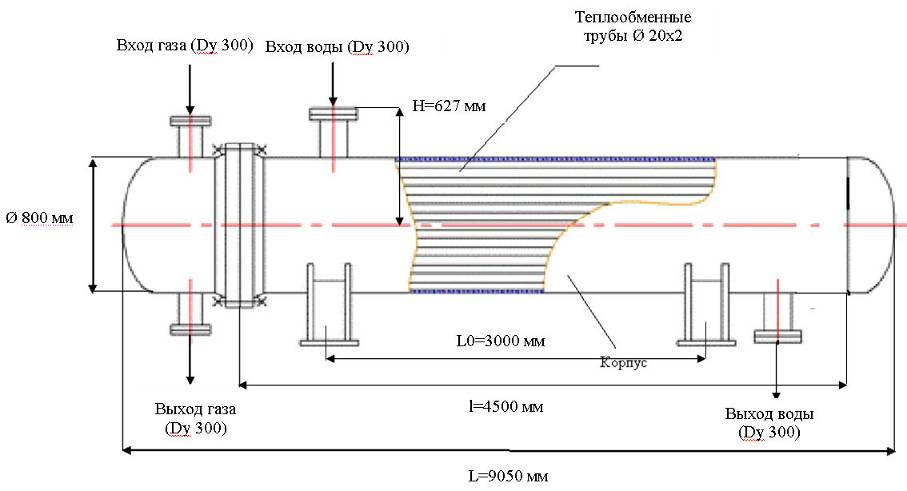 Теплообменные
трубы Ø 20х2
Вход газа (Dy 300)
Вход воды (Dy 300)
H=627 мм
Ø 800 мм
L0=3000 мм
Корпус
l=4500 мм
Выход газа
(Dy 300)
Выход воды
(Dy 300)
L=9050 мм